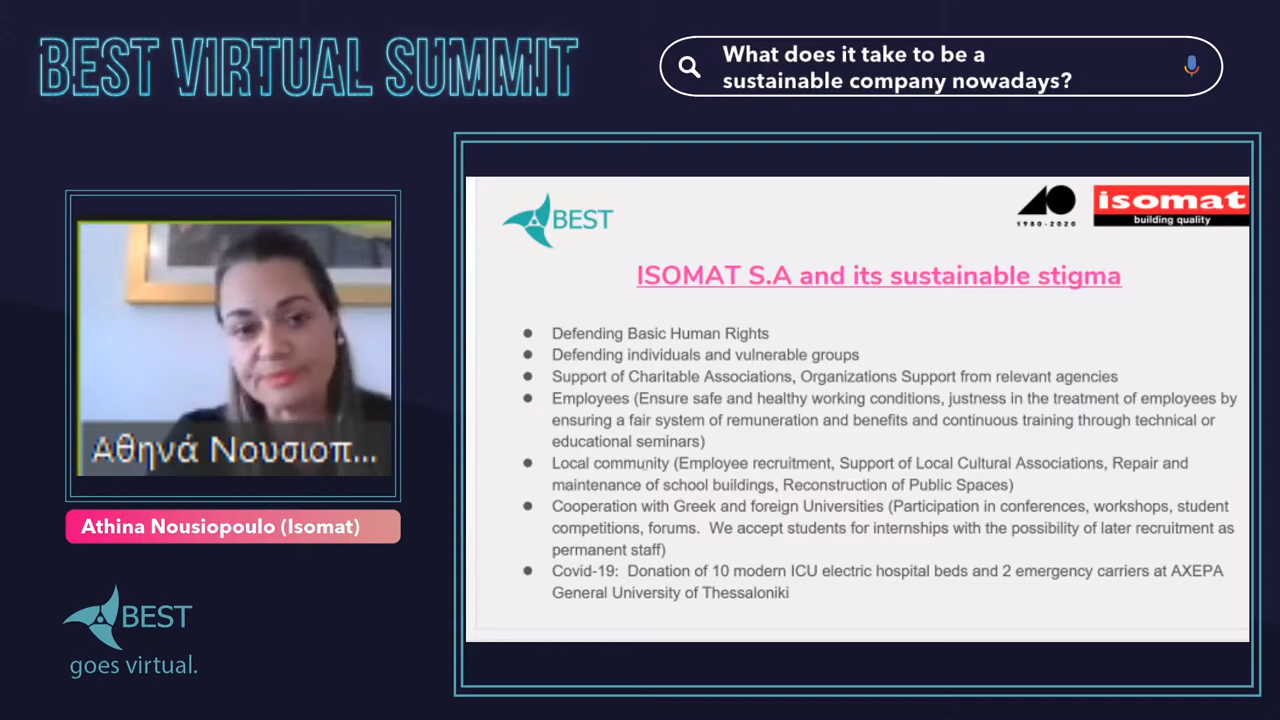 BEST VIRTUAL SUMMIT
What does it take to be a
sustainable company nowadays?
BEST
1980-2020
isomat
building quality
ISOMAT S.A and its sustainable stigma
● Defending Basic Human Rights
● Defending individuals and vulnerable groups
● Support of Charitable Associations, Organizations Support from relevant agencies
● Employees (Ensure safe and healthy working conditions, justness in the treatment of employees by
ensuring a fair system of remuneration and benefits and continuous training through technical or
educational seminars)
● Local community (Employee recruitment, Support of Local Cultural Associations, Repair and
maintenance of school buildings, Reconstruction of Public Spaces)
● Cooperation with Greek and foreign Universities (Participation in conferences, workshops, student
competitions, forums. We accept students for internships with the possibility of later recruitment as
permanent staff)
● Covid-19: Donation of 10 modern ICU electric hospital beds and 2 emergency carriers at AXEPA
General University of Thessaloniki
Αθηνά Νουσιοπ...
Athina Nousiopoulo (Isomat)
BEST
goes virtual.